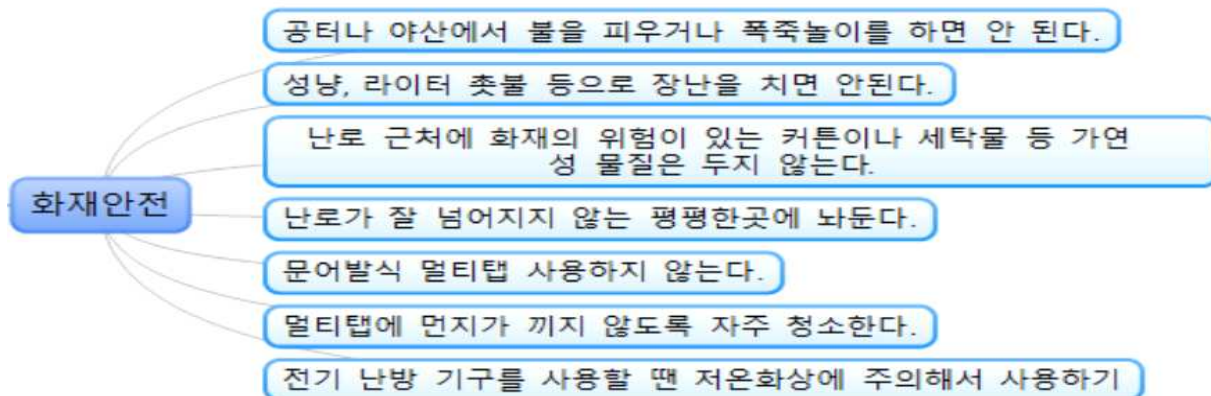 공터나 야산에서 불을 피우거나 폭죽놀이를 하면 안 된다.
성냥, 라이터 촛불 등으로 장난을 치면 안된다.
난로 근처에 화재의 위험이 있는 커튼이나 세탁물 등 가연
성 물질은 두지 않는다.
화재안전
난로가 잘 넘어지지 않는 평평한곳에 놔둔다.
문어발식 멀티탭 사용하지 않는다.
멀티탭에 먼지가 끼지 않도록 자주 청소한다.
전기 난방 기구를 사용할 땐 저온화상에 주의해서 사용하기